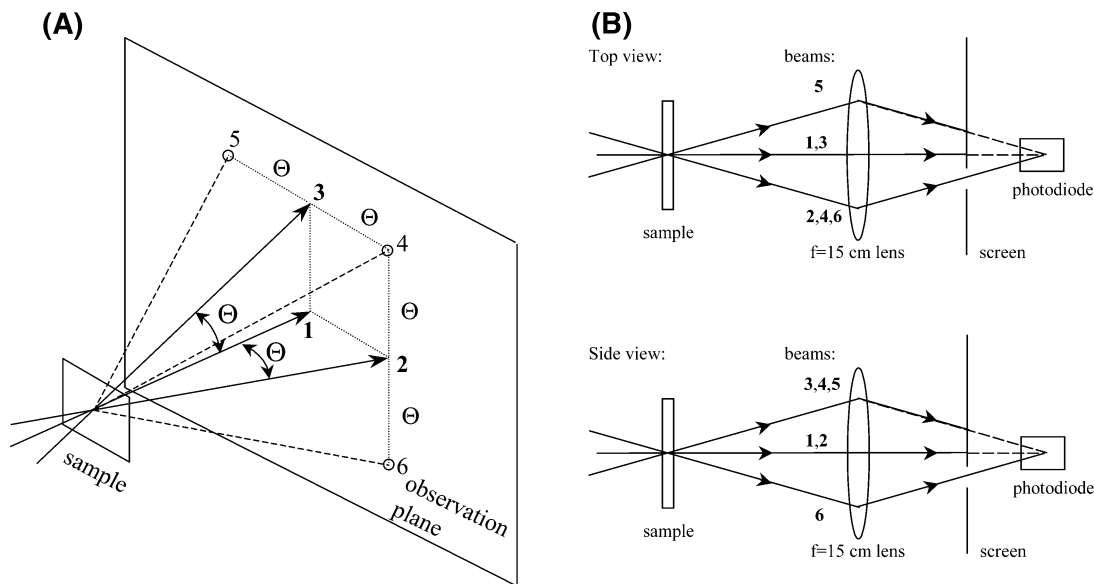 (A)
5
Θ
3
Θ
4
Θ
Θ
1
Θ
2
Θ
6
sample
observation
plane
(B)
Top view:
beams:
5
1,3
2,4,6
sample
f=15 cm lens
screen
photodiode
Side view:
beams:
3,4,5
1,2
6
sample
f=15 cm lens
screen
photodiode